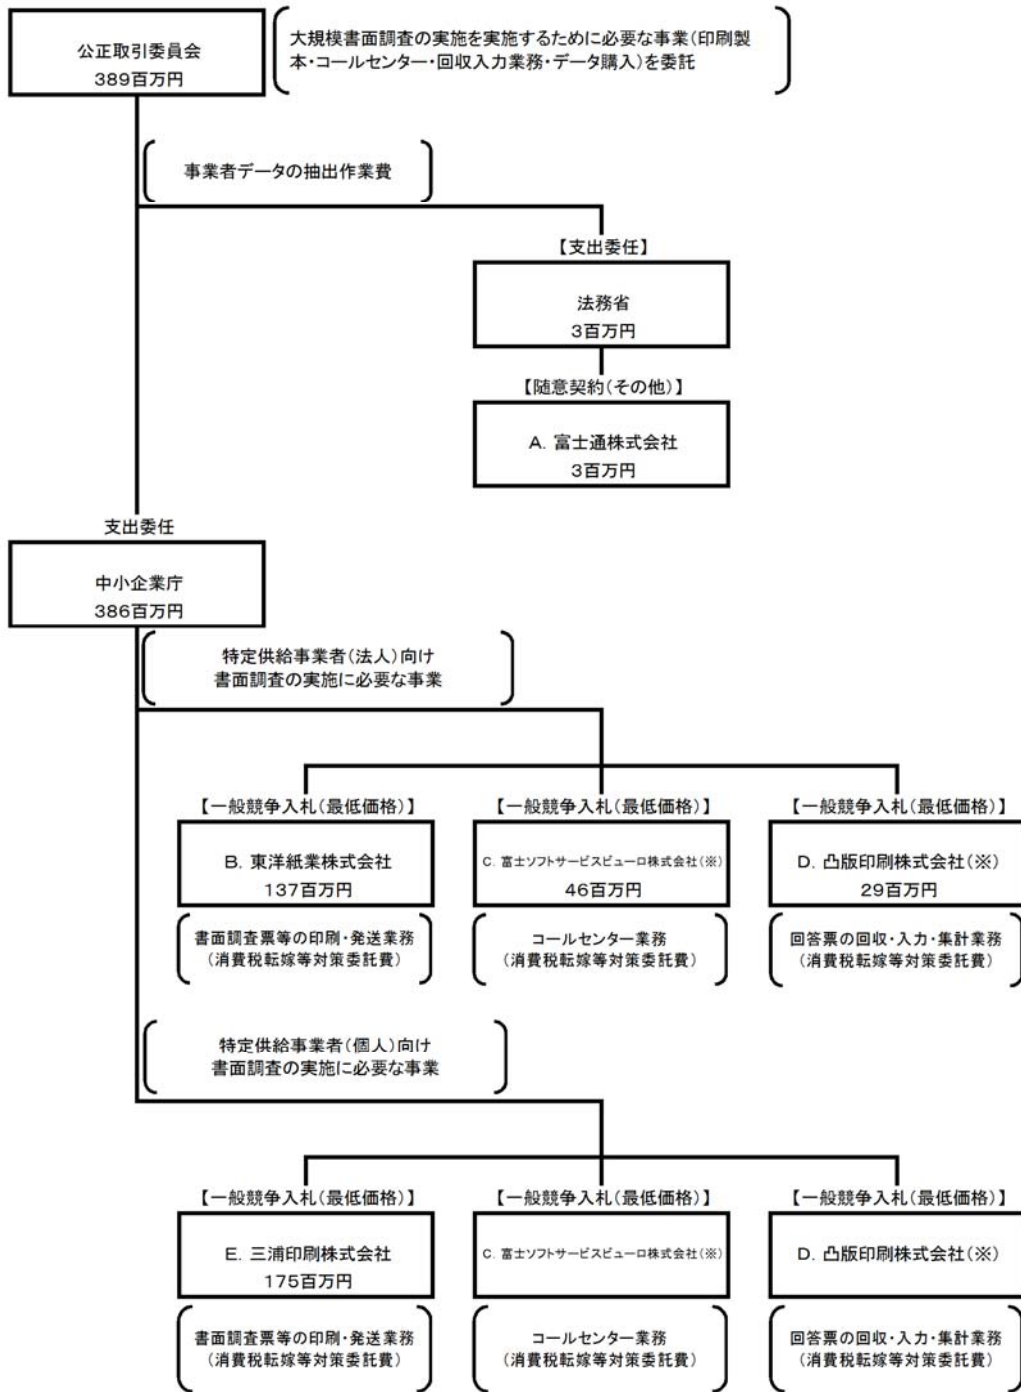 公正取引委員会
389百万円
大規模書面調査の実施を実施するために必要な事業(印刷製
本・コールセンター・回収入力業務・データ購入)を委託
事業者データの抽出作業費
【支出委任】
法務省
3百万円
【随意契約(その他)】
A. 富士通株式会社
3百万円
支出委任
中小企業庁
386百万円
特定供給事業者(法人)向け
書面調査の実施に必要な事業
【一般競争入札(最低価格)】
B. 東洋紙業株式会社
137百万円
書面調査票等の印刷・発送業務
(消費税転嫁等対策委託費)
【一般競争入札(最低価格)】
C. 富士ソフトサービスビューロ株式会社(※)
46百万円
コールセンター業務
(消費税転嫁等対策委託費)
【一般競争入札(最低価格)】
D. 凸版印刷株式会社(※)
29百万円
回答票の回収・入力・集計業務
(消費税転嫁等対策委託費)
特定供給事業者(個人)向け
書面調査の実施に必要な事業
【一般競争入札(最低価格)】
E. 三浦印刷株式会社
175百万円
書面調査票等の印刷・発送業務
(消費税転嫁等対策委託費)
【一般競争入札(最低価格)】
C. 富士ソフトサービスビューロ株式会社(※)
コールセンター業務
(消費税転嫁等対策委託費)
【一般競争入札(最低価格)】
D. 凸版印刷株式会社(※)
回答票の回収・入力・集計業務
(消費税転嫁等対策委託費)